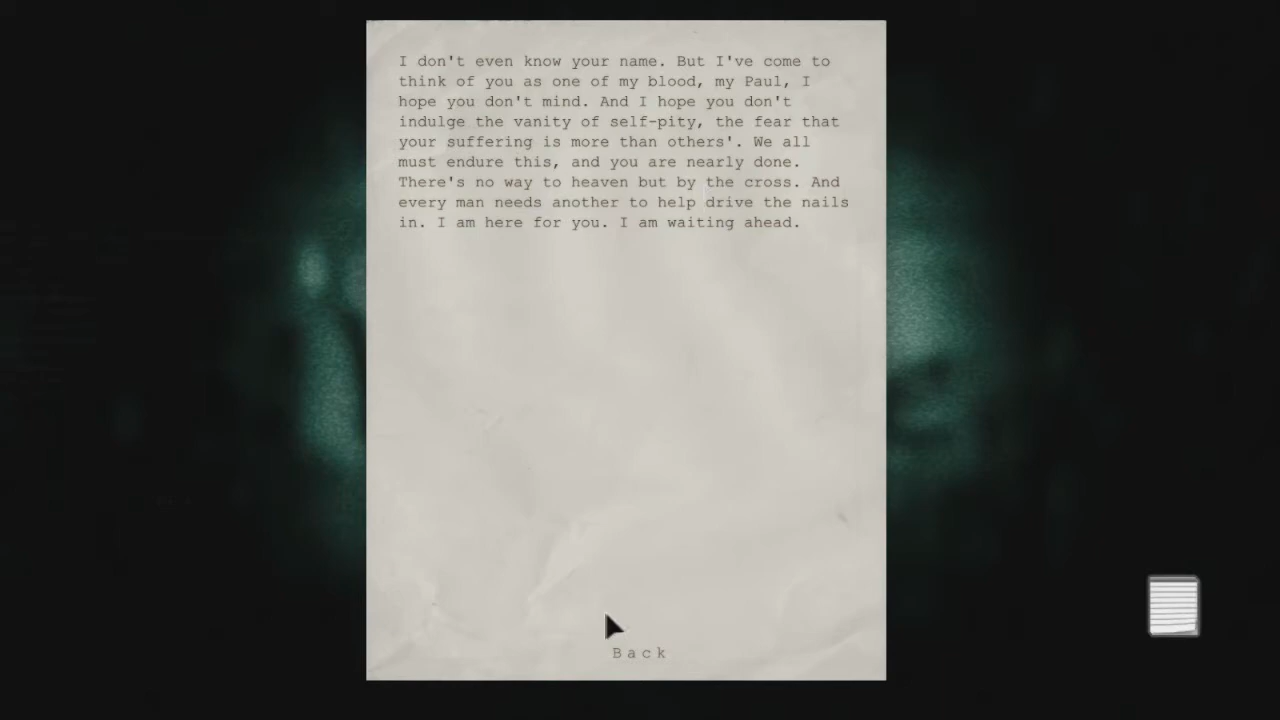 I don't even know your name. But I've come to
think of you as one of my blood, my Paul, I
hope you don't mind. And I hope you don't
indulge the vanity of self-pity, the fear that
your suffering is more than others'. We all
must endure this, and you are nearly done.
There's no way to heaven but by the cross. And
every man needs another to help drive the nails
in. I am here for you. I am waiting ahead.
Back